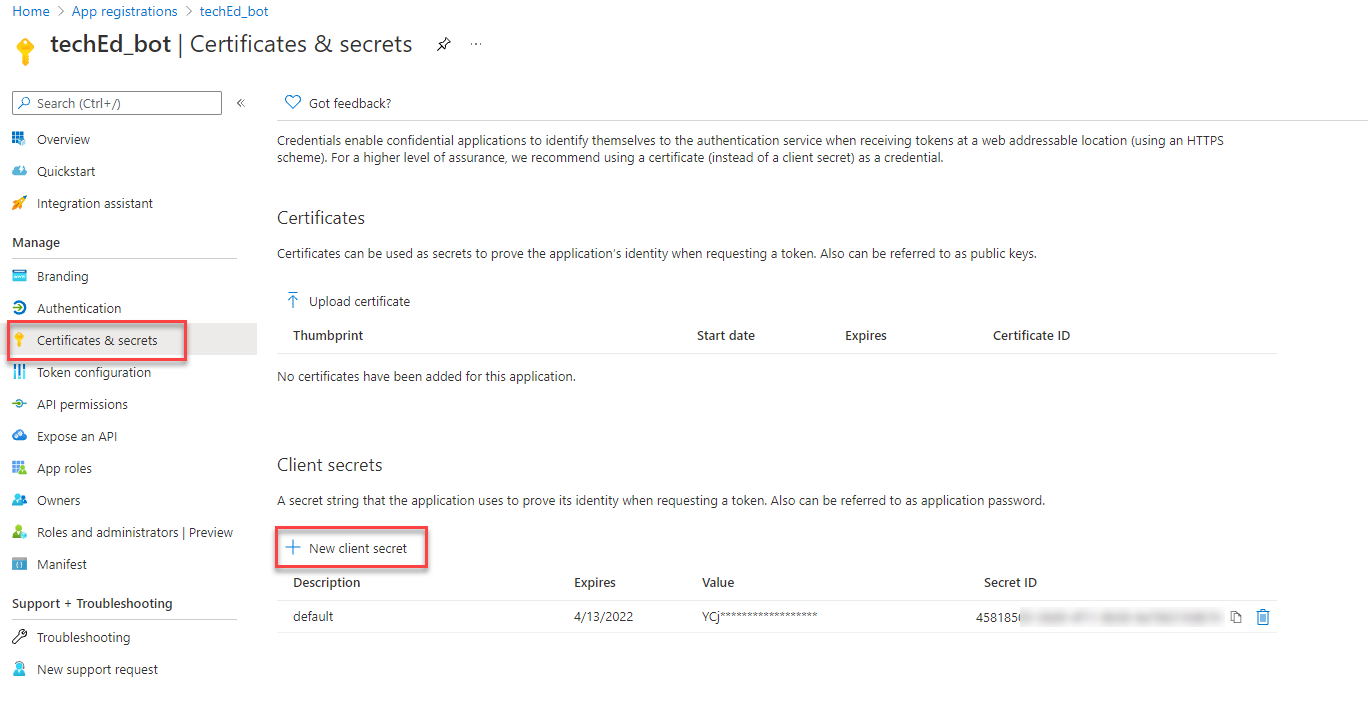 Home > App registrations > techEd_bot
techEd_bot | Certificates & secrets
Search (Ctrl+/)
«
Overview
Quickstart
Integration assistant
Manage
Branding
Authentication
Certificates & secrets
Token configuration
API permissions
Expose an API
App roles
Owners
Roles and administrators | Preview
Manifest
Support + Troubleshooting
Troubleshooting
New support request
Got feedback?
Credentials enable confidential applications to identify themselves to the authentication service when receiving tokens at a web addressable location (using an HTTPS
scheme). For a higher level of assurance, we recommend using a certificate (instead of a client secret) as a credential.
Certificates
Certificates can be used as secrets to prove the application's identity when requesting a token. Also can be referred to as public keys.
Upload certificate
Thumbprint Start date Expires Certificate ID
No certificates have been added for this application.
Client secrets
A secret string that the application uses to prove its identity when requesting a token. Also can be referred to as application password.
New client secret
Description Expires Value Secret ID
default 4/13/2022 YCj****************** 458185